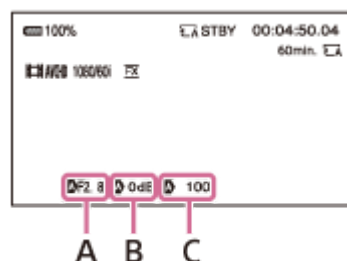 100% STBY 00:04:50.04
60min.
AVCHD 1080/60i FX
F2.8 0dB 100
A B C